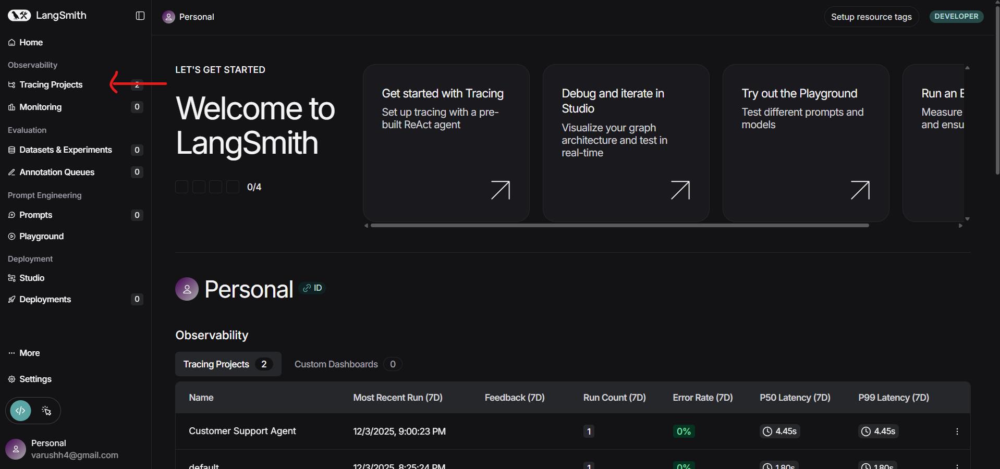 LangSmith
Home
Observability
Tracing Projects 2
Monitoring 0
Evaluation
Datasets & Experiments 0
Annotation Queues 0
Prompt Engineering
Prompts 0
Playground
Deployment
Studio
Deployments 0
More
Settings
Personal
varushh4@gmail.com
Personal
Setup resource tags
DEVELOPER
LET'S GET STARTED
Welcome to
LangSmith
0/4
Get started with Tracing
Set up tracing with a pre-
built ReAct agent
Debug and iterate in
Studio
Visualize your graph
architecture and test in
real-time
Try out the Playground
Test different prompts and
models
Run an E
Measure
and ensu
Personal
ID
Observability
Tracing Projects 2
Custom Dashboards 0
Name Most Recent Run (7D) Feedback (7D) Run Count (7D) Error Rate (7D) P50 Latency (7D) P99 Latency (7D)
Customer Support Agent 12/3/2025, 9:00:23 PM 1 0% 4.45s 4.45s
default 12/3/2025, 8:25:24 PM 1 0% 1.80s 1.80s